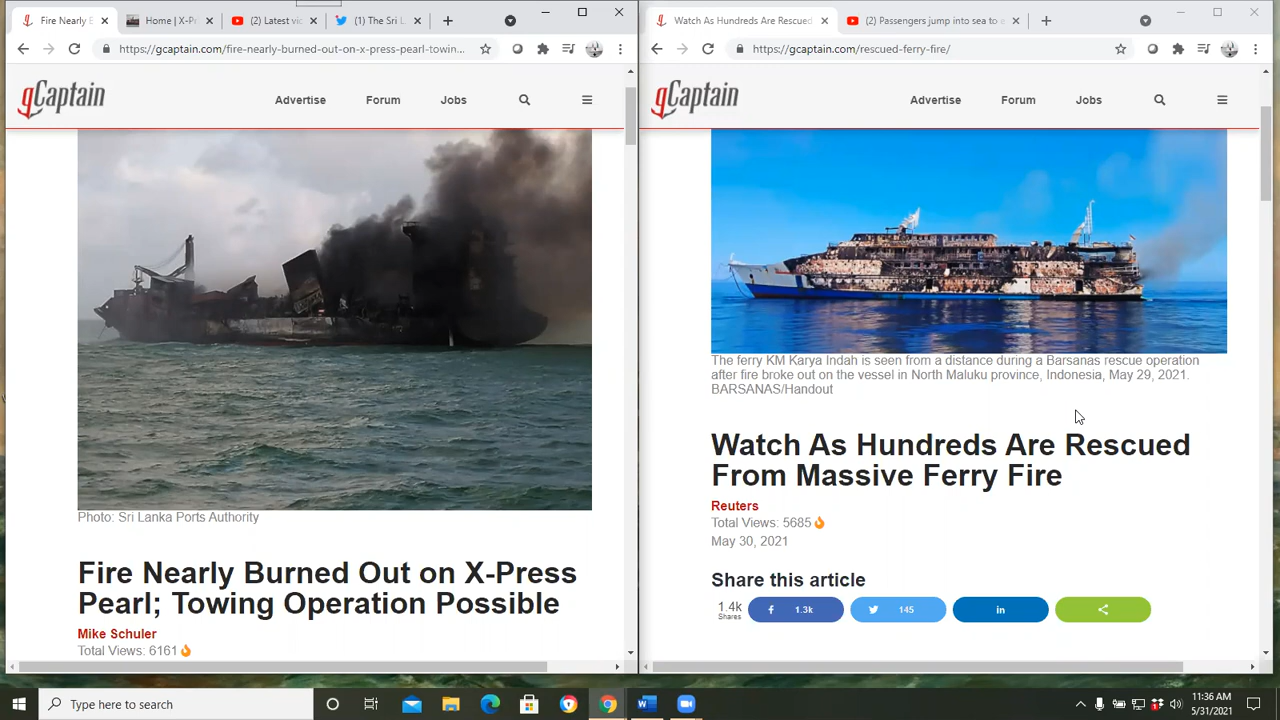 Fire Nearly B
Home | X-Pr
(2) Latest vid
(1) The Sri L
https://gcaptain.com/fire-nearly-burned-out-on-x-press-pearl-towin...
gCaptain
Advertise
Forum
Jobs
Photo: Sri Lanka Ports Authority
Fire Nearly Burned Out on X-Press
Pearl; Towing Operation Possible
Mike Schuler
Total Views: 6161
Watch As Hundreds Are Rescued
(2) Passengers jump into sea to e
https://gcaptain.com/rescued-ferry-fire/
gCaptain
Advertise
Forum
Jobs
The ferry KM Karya Indah is seen from a distance during a Barsanas rescue operation
after fire broke out on the vessel in North Maluku province, Indonesia, May 29, 2021.
BARSANAS/Handout
Watch As Hundreds Are Rescued
From Massive Ferry Fire
Reuters
Total Views: 5685
May 30, 2021
Share this article
1.4k
Shares
1.3k
145
in
Type here to search
11:36 AM
5/31/2021